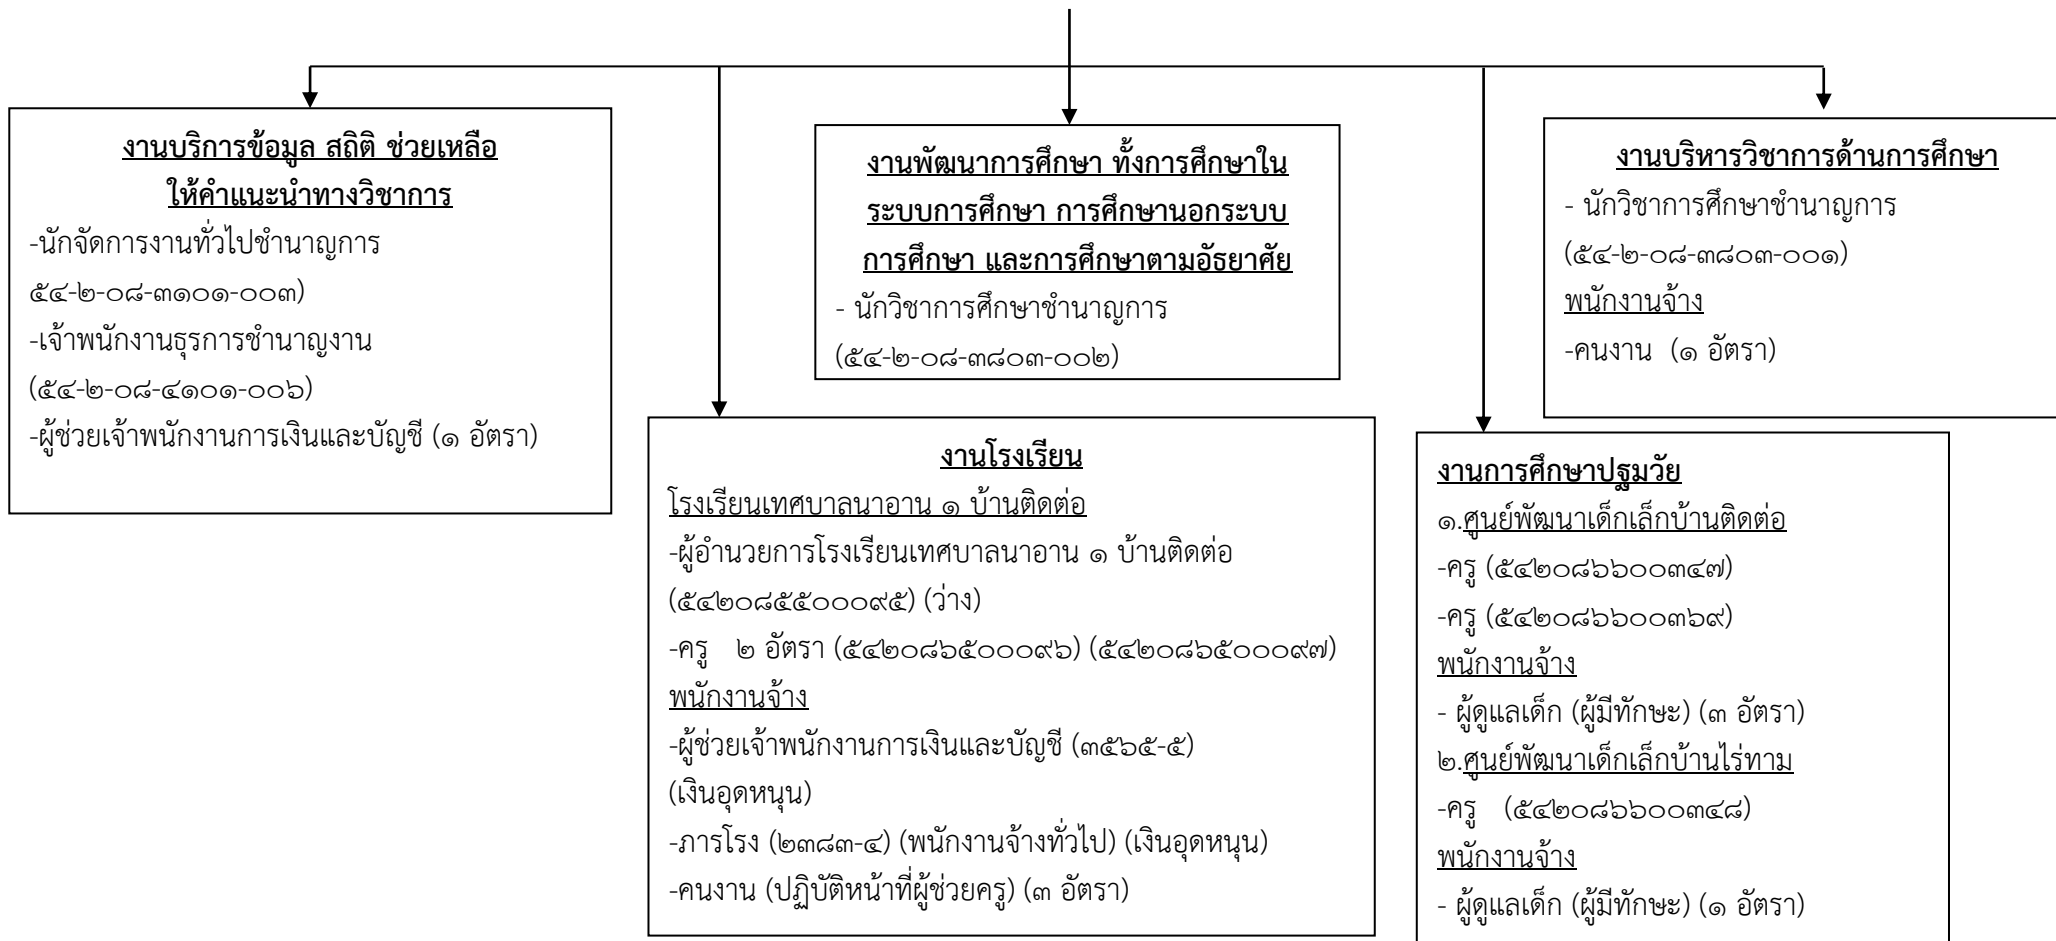 งานบริการข้อมูล สถิติ ช่วยเหลือ
ให้คำแนะนำทางวิชาการ
-นักจัดการงานทั่วไปชำนาญการ
๕๔-๒-๐๘-๓๑๐๑-๐๐๓)
-เจ้าพนักงานธุรการชำนาญงาน
(๕๔-๒-๐๘-๔๑๐๑-๐๐๖)
-ผู้ช่วยเจ้าพนักงานการเงินและบัญชี (๑ อัตรา)
งานพัฒนาการศึกษา ทั้งการศึกษาใน
ระบบการศึกษา การศึกษานอกระบบ
การศึกษา และการศึกษาตามอัธยาศัย
- นักวิชาการศึกษาชำนาญการ
(๕๔-๒-๐๘-๓๘๐๓-๐๐๒)
งานบริหารวิชาการด้านการศึกษา
- นักวิชาการศึกษาชำนาญการ
(๕๔-๒-๐๘-๓๘๐๓-๐๐๑)
พนักงานจ้าง
-คนงาน (๑ อัตรา)
งานโรงเรียน
โรงเรียนเทศบาลนาอาน ๑ บ้านติดต่อ
-ผู้อำนวยการโรงเรียนเทศบาลนาอาน ๑ บ้านติดต่อ
(๕๔๒๐๘๕๕๐๐๐๙๕) (ว่าง)
-ครู ๒ อัตรา (๕๔๒๐๘๖๕๐๐๐๙๖) (๕๔๒๐๘๖๕๐๐๐๙๗)
พนักงานจ้าง
-ผู้ช่วยเจ้าพนักงานการเงินและบัญชี (๓๕๖๕-๕)
(เงินอุดหนุน)
-ภารโรง (๒๓๘๓-๔) (พนักงานจ้างทั่วไป) (เงินอุดหนุน)
-คนงาน (ปฏิบัติหน้าที่ผู้ช่วยครู) (๓ อัตรา)
งานการศึกษาปฐมวัย
๑.ศูนย์พัฒนาเด็กเล็กบ้านติดต่อ
-ครู (๕๔๒๐๘๖๖๐๐๓๔๗)
-ครู (๕๔๒๐๘๖๖๐๐๓๖๙)
พนักงานจ้าง
- ผู้ดูแลเด็ก (ผู้มีทักษะ) (๓ อัตรา)
๒.ศูนย์พัฒนาเด็กเล็กบ้านไร่ทาม
-ครู (๕๔๒๐๘๖๖๐๐๓๔๘)
พนักงานจ้าง
- ผู้ดูแลเด็ก (ผู้มีทักษะ) (๑ อัตรา)